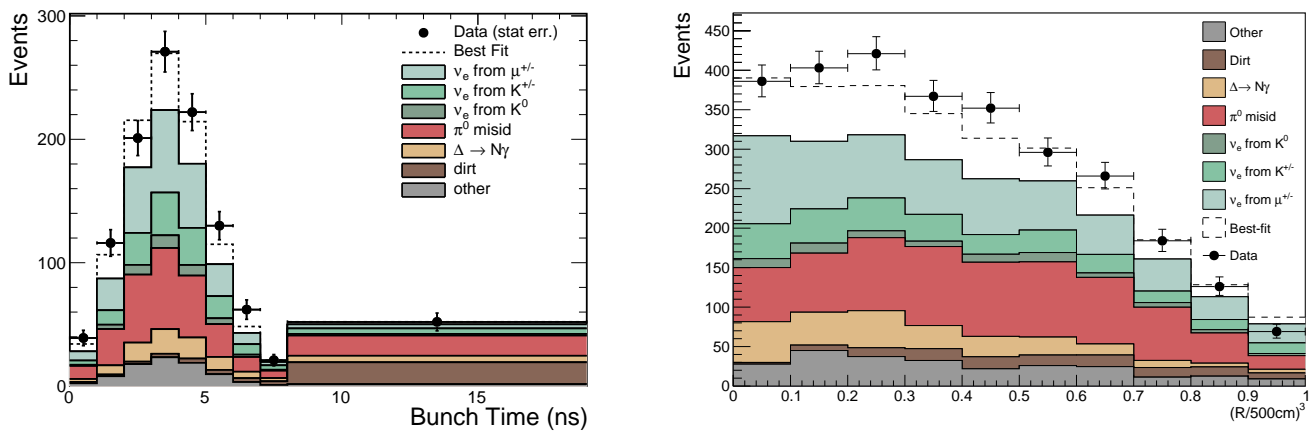 Events
300
200
100
0
0
5
10
15
Bunch Time (ns)
Data (stat err.)
Best Fit
νe from μ+/-
νe from K+/-
νe from K0
π0 misid
Δ → Nγ
dirt
other
Events
450
400
350
300
250
200
150
100
50
0
0 0.1 0.2 0.3 0.4 0.5 0.6 0.7 0.8 0.9 1
(R/500cm)3
Other
Dirt
Δ→ Nγ
π0 misid
νe from K0
νe from K+/-
νe from μ+/-
Best-fit
Data